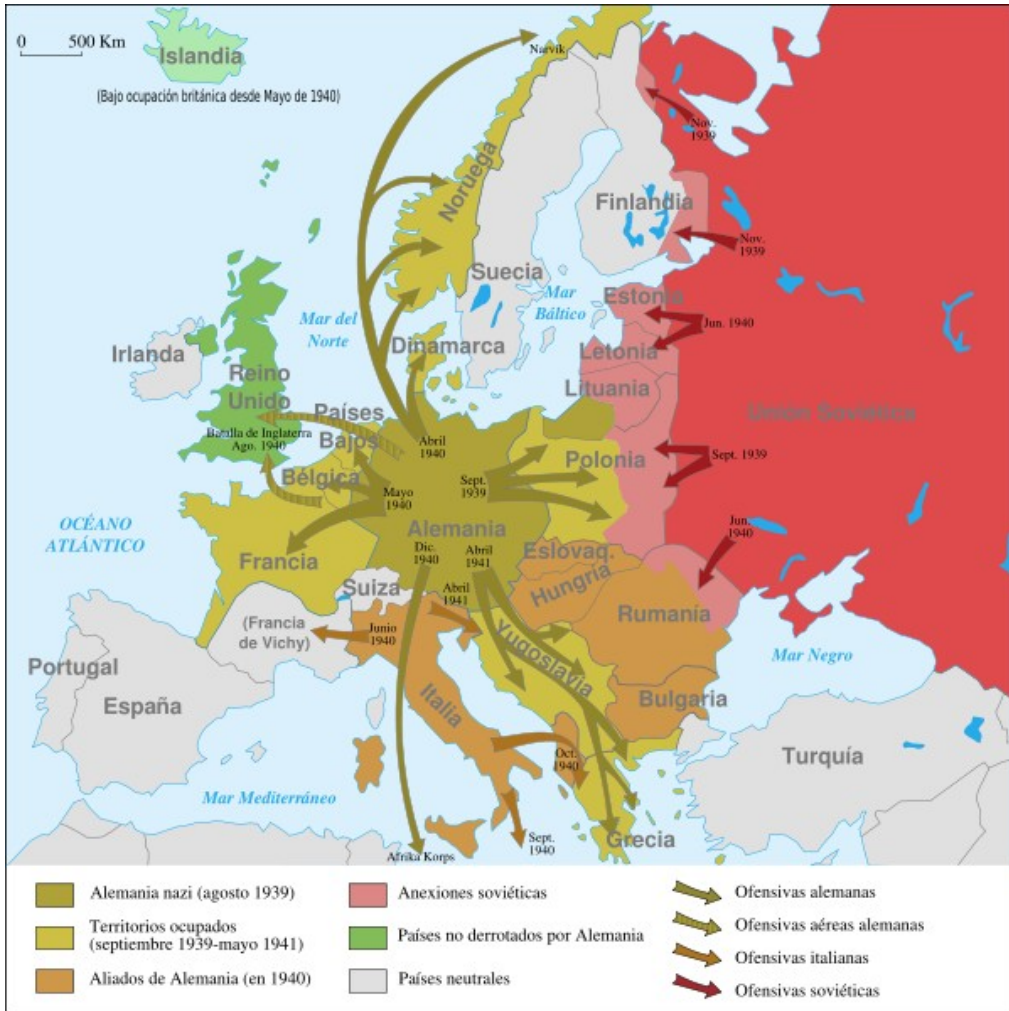 0 500 Km
Islandia
(Bajo ocupación británica desde Mayo de 1940)
Narvik
Nov.
1939
Noruega
Finlandia
Nov.
1939
Suecia
Mar
Báltico
Estonia
Jun. 1940
Mar del
Norte
Irlanda
Dinamarca
Letonia
Lituania
Reino
Unido
Unión Soviética
Países
Bajos
Batalla de Inglaterra
Ago. 1940
Abril
1940
Polonia
Sept. 1939
Bélgica
Mayo
1940
Sept.
1939
OCÉANO
ATLÁNTICO
Alemania
Jun.
1940
Francia
Dic.
1940
Abril
1941
Eslovaq.
Suiza
Abril
1941
Hungría
Rumanía
(Francia
de Vichy)
Junio
1940
Yugoslavia
Mar Negro
Portugal
España
Italia
Bulgaria
Turquía
Oct.
1940
Mar Mediterráneo
Sept.
1940
Grecia
Afrika Korps
Alemania nazi (agosto 1939)
Territorios ocupados
(septiembre 1939-mayo 1941)
Aliados de Alemania (en 1940)
Anexiones soviéticas
Países no derrotados por Alemania
Países neutrales
Ofensivas alemanas
Ofensivas aéreas alemanas
Ofensivas italianas
Ofensivas soviéticas